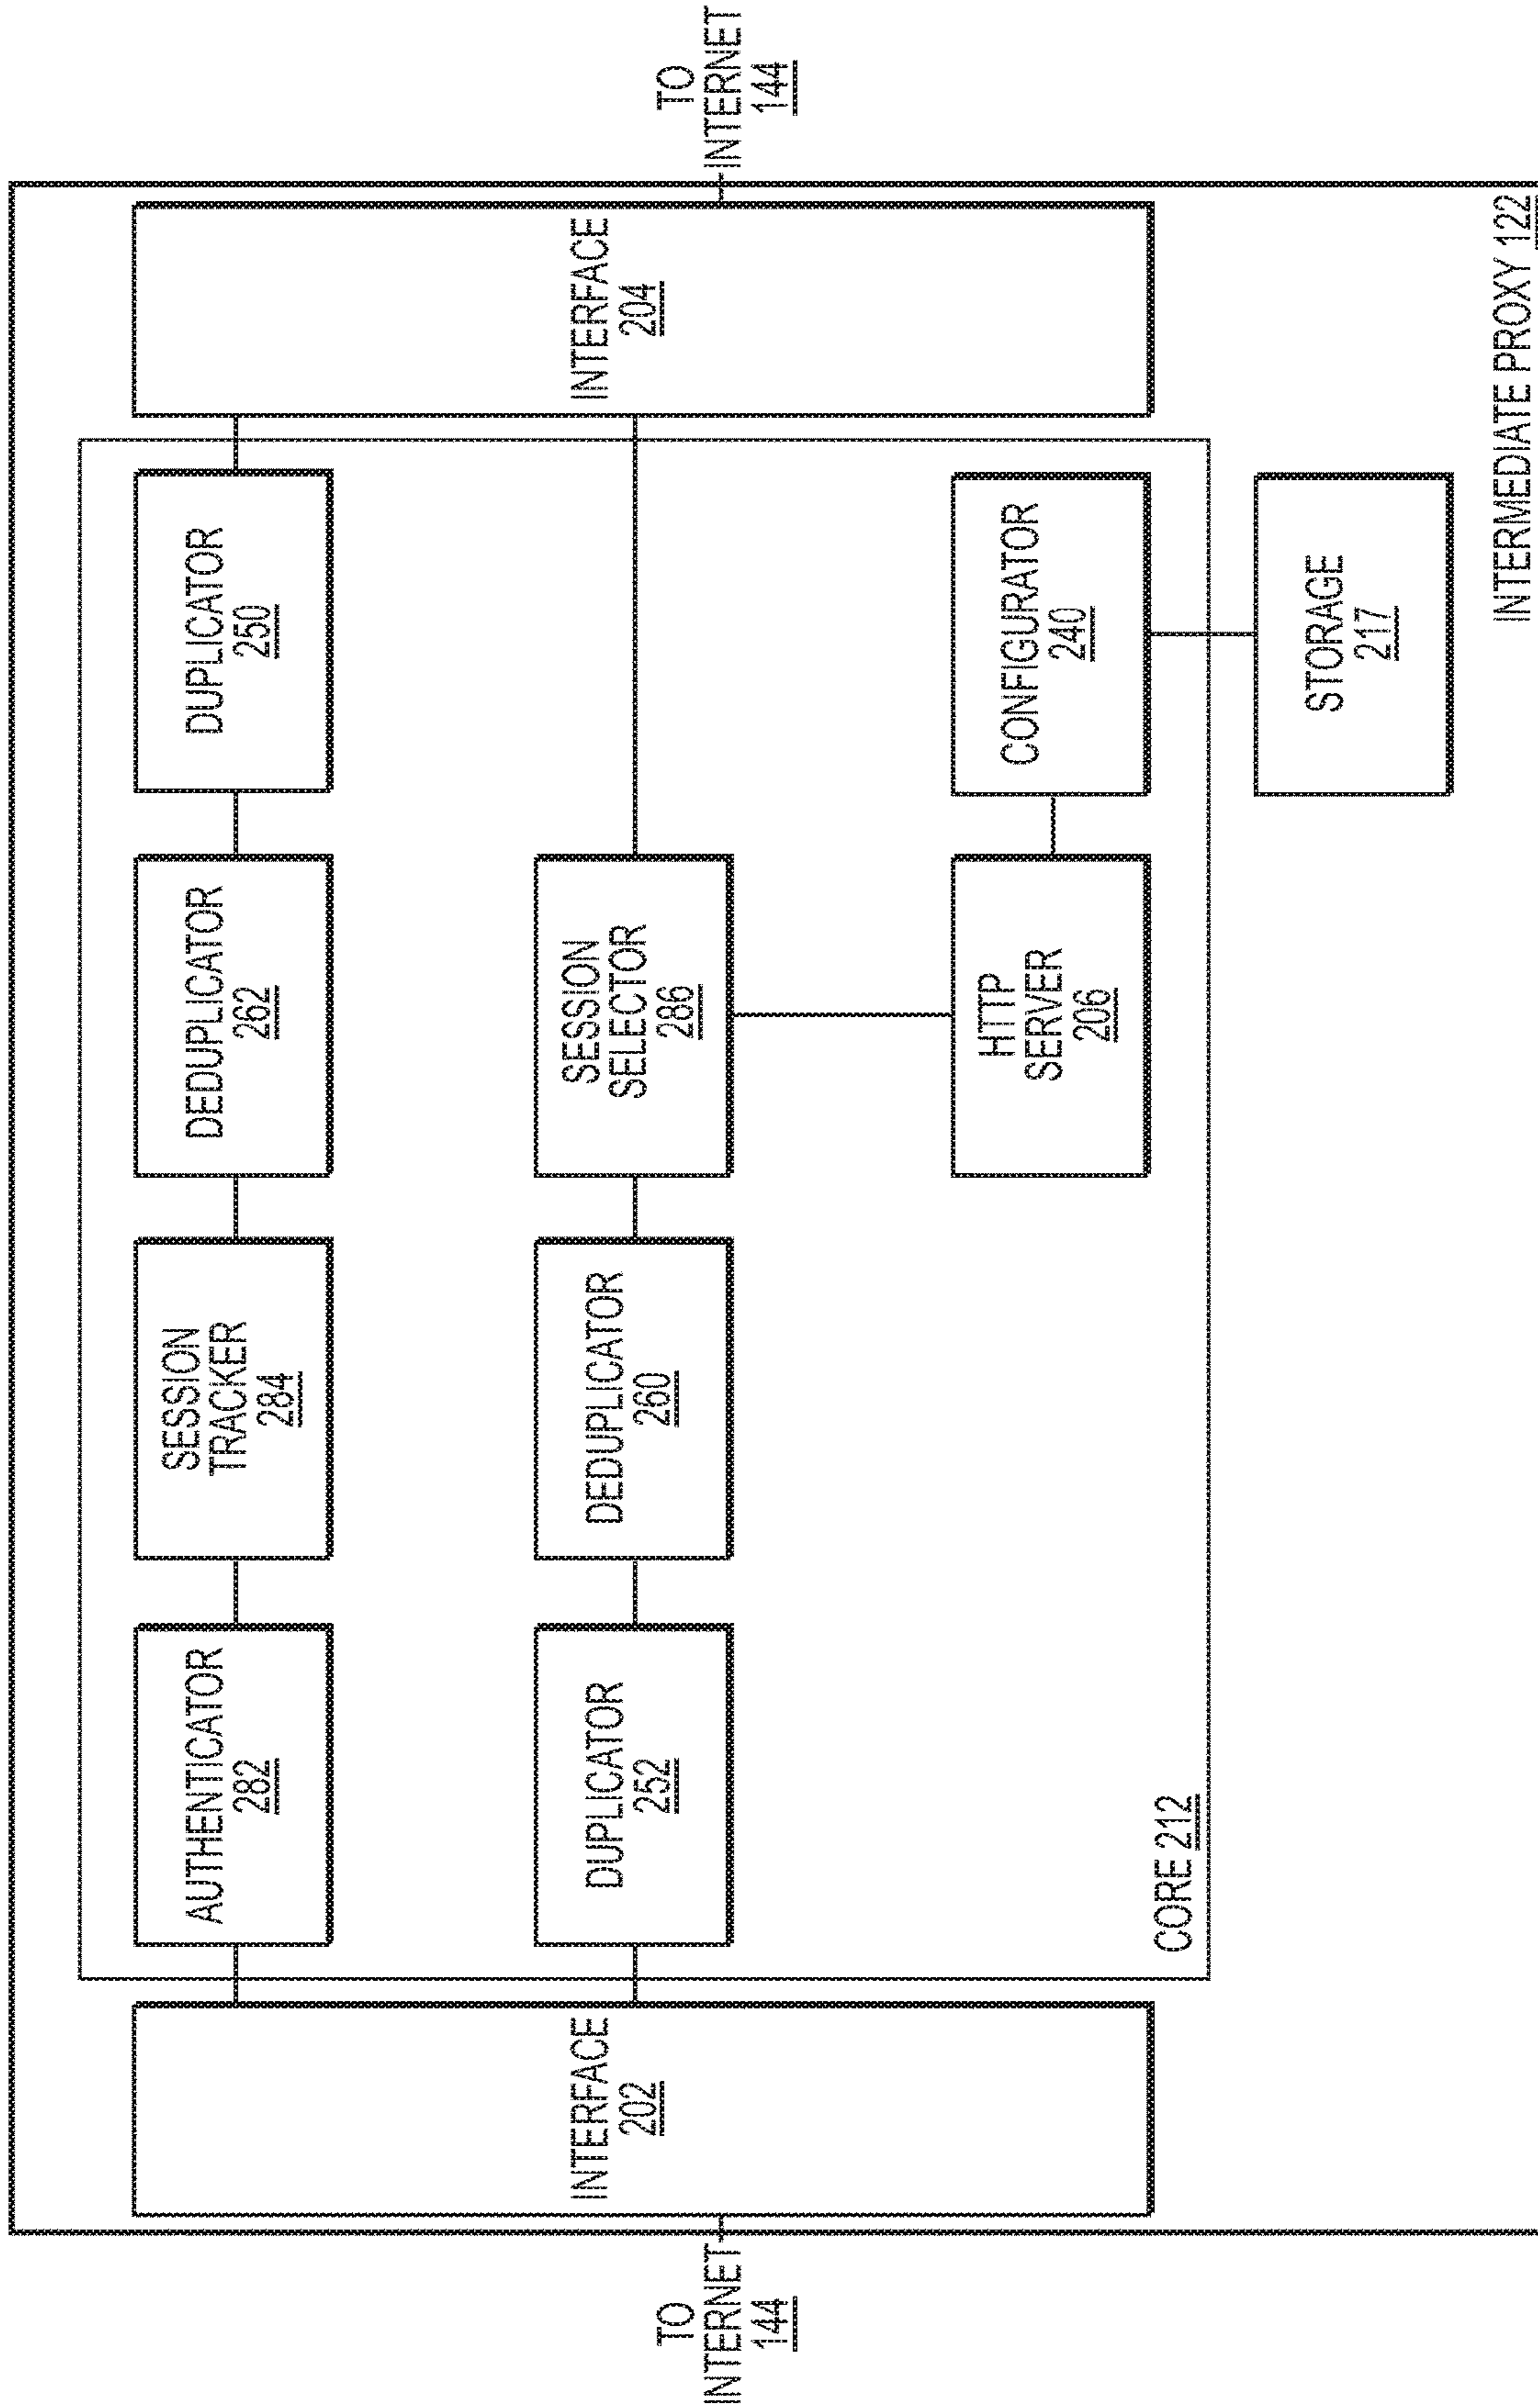 TO
INTERNET
144
INTERFACE
202
AUTHENTICATOR
282
SESSION
TRACKER
284
DEDUPLICATOR
262
DUPLICATOR
250
DUPLICATOR
252
DEDUPLICATOR
260
SESSION
SELECTOR
286
HTTP
SERVER
206
CONFIGURATOR
240
CORE 212
STORAGE
217
INTERFACE
204
TO
INTERNET
144
INTERMEDIATE PROXY 122